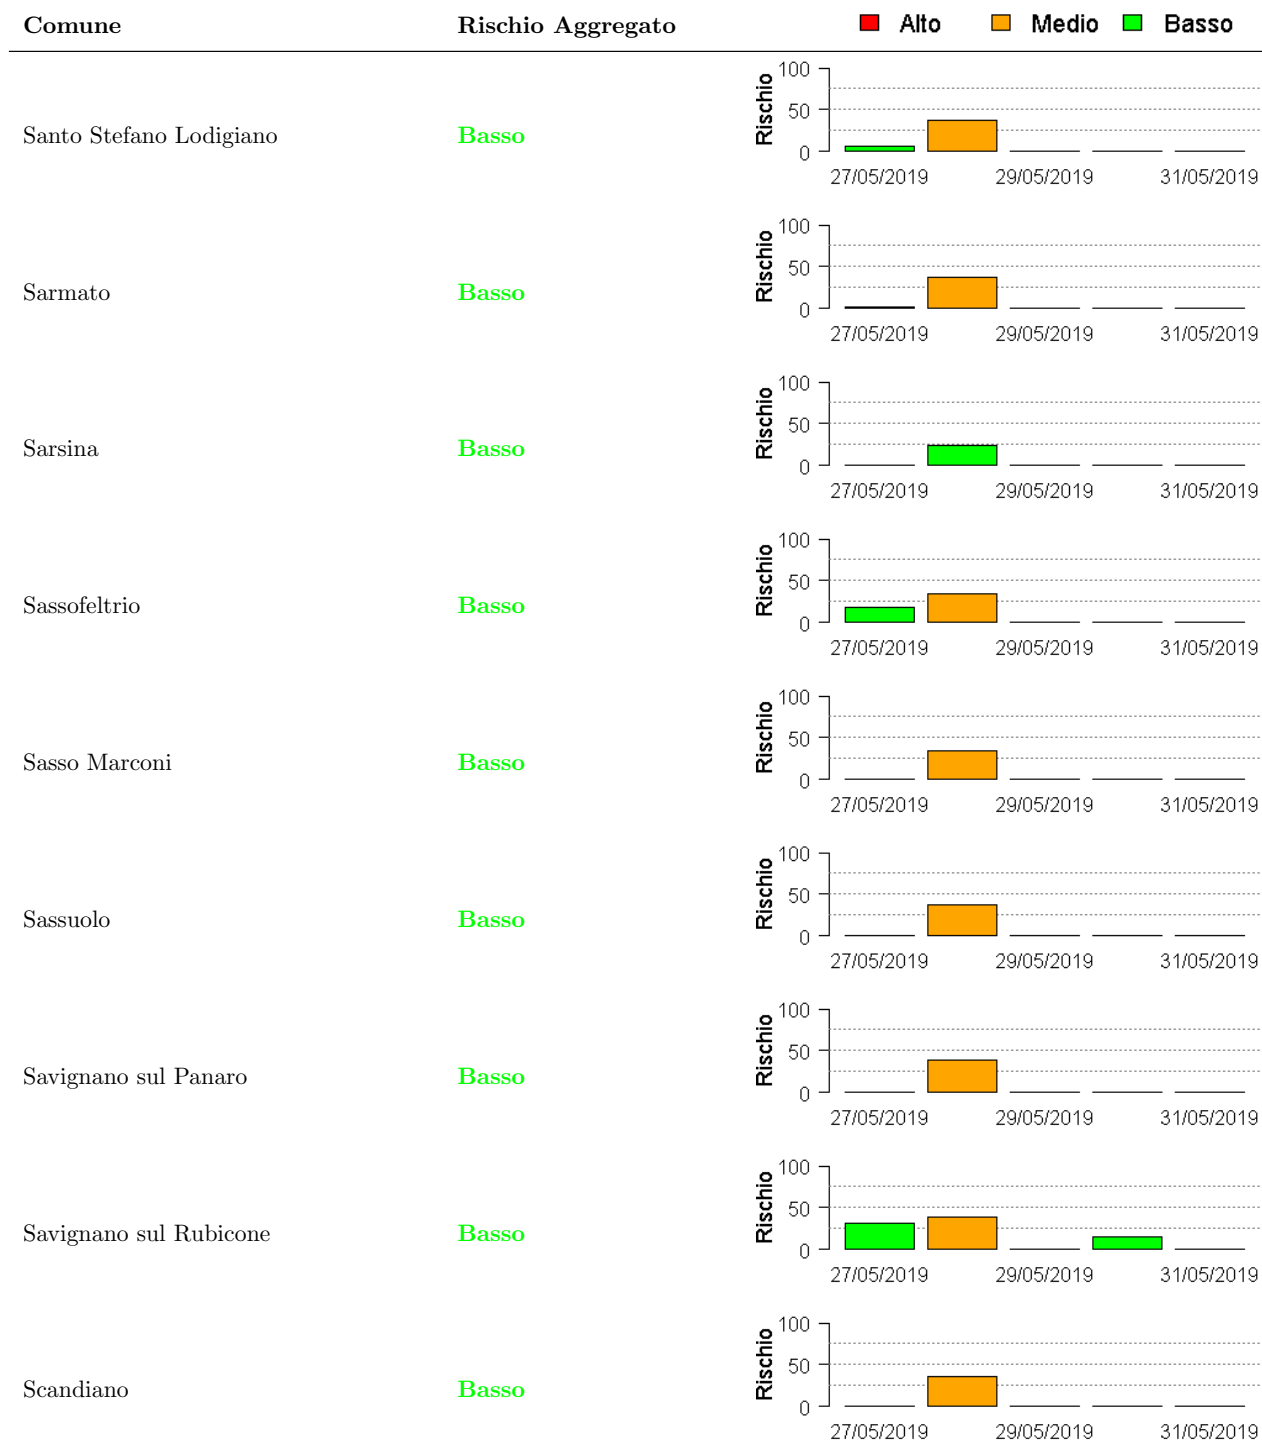 Comune Rischio Aggregato Alto Medio Basso
Santo Stefano Lodigiano Basso Rischio 100 50 0
27/05/2019 29/05/2019 31/05/2019
Sarmato Basso Rischio 100 50 0
27/05/2019 29/05/2019 31/05/2019
Sarsina Basso Rischio 100 50 0
27/05/2019 29/05/2019 31/05/2019
Sassofeltrio Basso Rischio 100 50 0
27/05/2019 29/05/2019 31/05/2019
Sasso Marconi Basso Rischio 100 50 0
27/05/2019 29/05/2019 31/05/2019
Sassuolo Basso Rischio 100 50 0
27/05/2019 29/05/2019 31/05/2019
Savignano sul Panaro Basso Rischio 100 50 0
27/05/2019 29/05/2019 31/05/2019
Savignano sul Rubicone Basso Rischio 100 50 0
27/05/2019 29/05/2019 31/05/2019
Scandiano Basso Rischio 100 50 0
27/05/2019 29/05/2019 31/05/2019